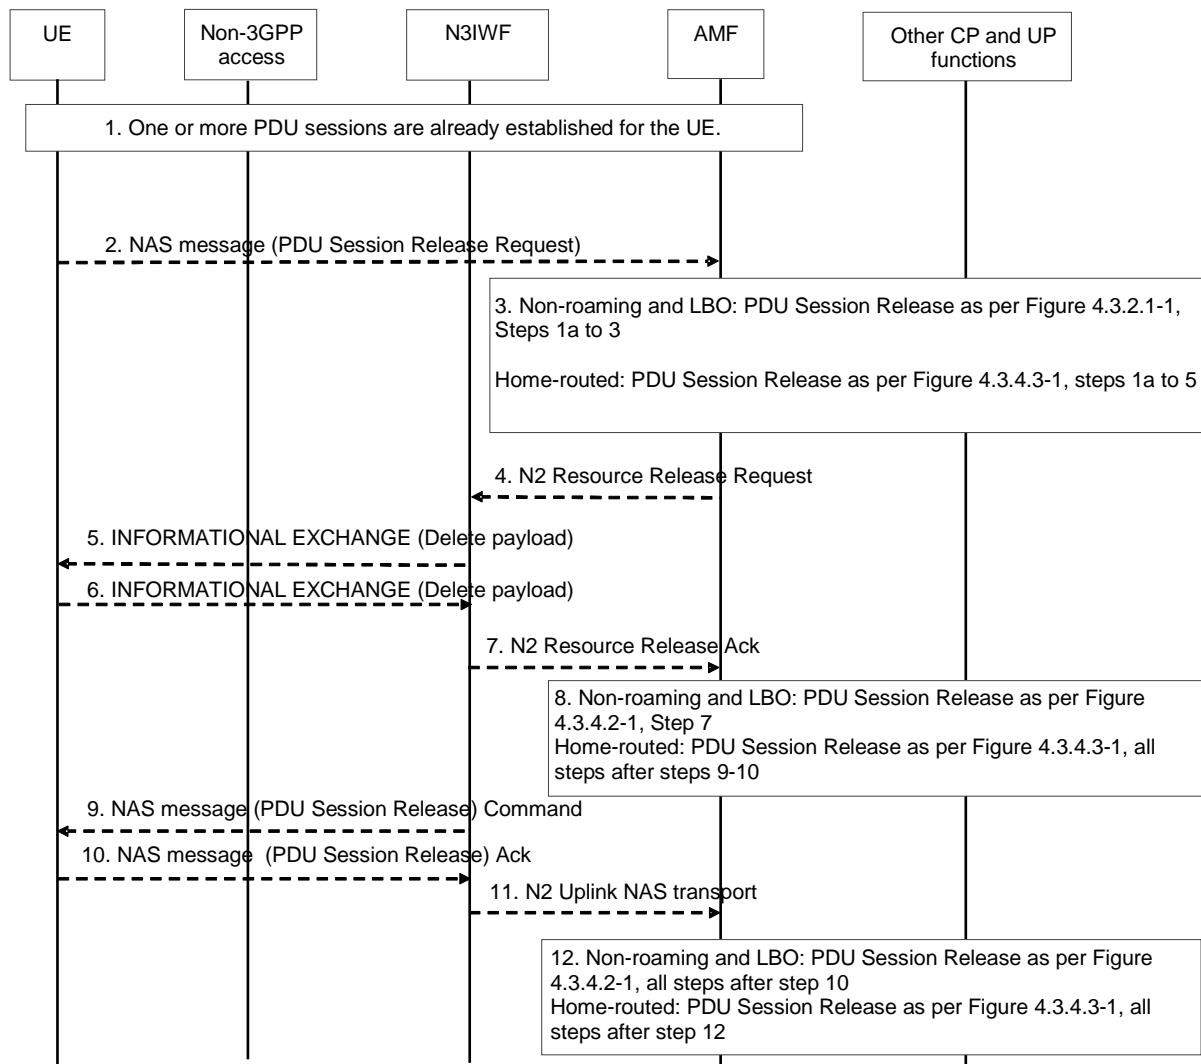 UE
Non-3GPP
access
N3IWF
AMF
Other CP and UP
functions
1. One or more PDU sessions are already established for the UE.
2. NAS message (PDU Session Release Request)
3. Non-roaming and LBO: PDU Session Release as per Figure 4.3.2.1-1,
Steps 1a to 3
Home-routed: PDU Session Release as per Figure 4.3.4.3-1, steps 1a to 5
4. N2 Resource Release Request
5. INFORMATIONAL EXCHANGE (Delete payload)
6. INFORMATIONAL EXCHANGE (Delete payload)
7. N2 Resource Release Ack
8. Non-roaming and LBO: PDU Session Release as per Figure
4.3.4.2-1, Step 7
Home-routed: PDU Session Release as per Figure 4.3.4.3-1, all
steps after steps 9-10
9. NAS message (PDU Session Release) Command
10. NAS message (PDU Session Release) Ack
11. N2 Uplink NAS transport
12. Non-roaming and LBO: PDU Session Release as per Figure
4.3.4.2-1, all steps after step 10
Home-routed: PDU Session Release as per Figure 4.3.4.3-1, all
steps after step 12